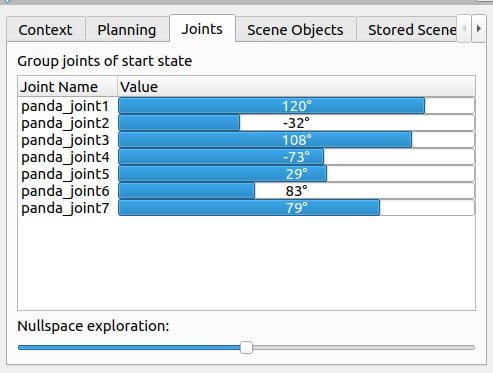 Context Planning Joints Scene Objects Stored Scene
Group joints of start state
Joint Name Value
panda_joint1 120°
panda_joint2 -32°
panda_joint3 108°
panda_joint4 -73°
panda_joint5 29°
panda_joint6 83°
panda_joint7 79°
Nullspace exploration: